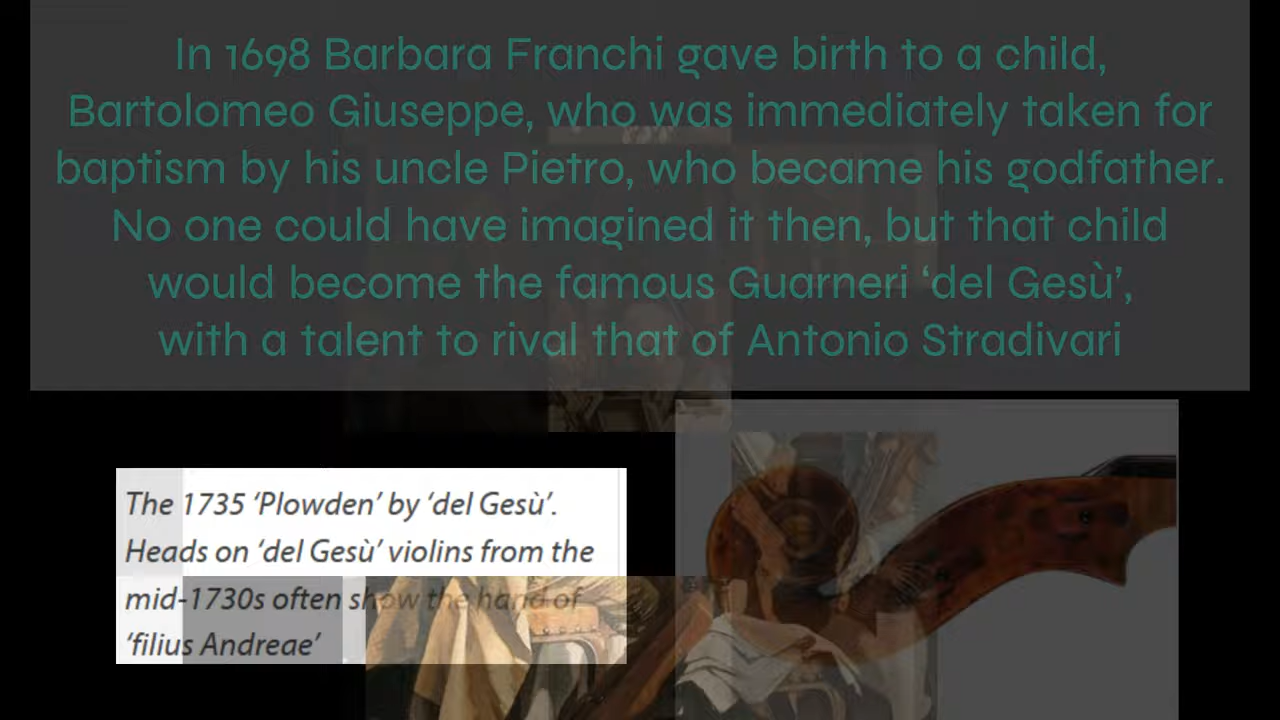 In 1698 Barbara Franchi gave birth to a child,
Bartolomeo Giuseppe, who was immediately taken for
baptism by his uncle Pietro, who became his godfather.
No one could have imagined it then, but that child
would become the famous Guarneri ‘del Gesù’,
with a talent to rival that of Antonio Stradivari
The 1735 ‘Plowden’ by ‘del Gesù’.
Heads on ‘del Gesù’ violins from the
mid-1730s often show the hand of
‘filius Andreae’